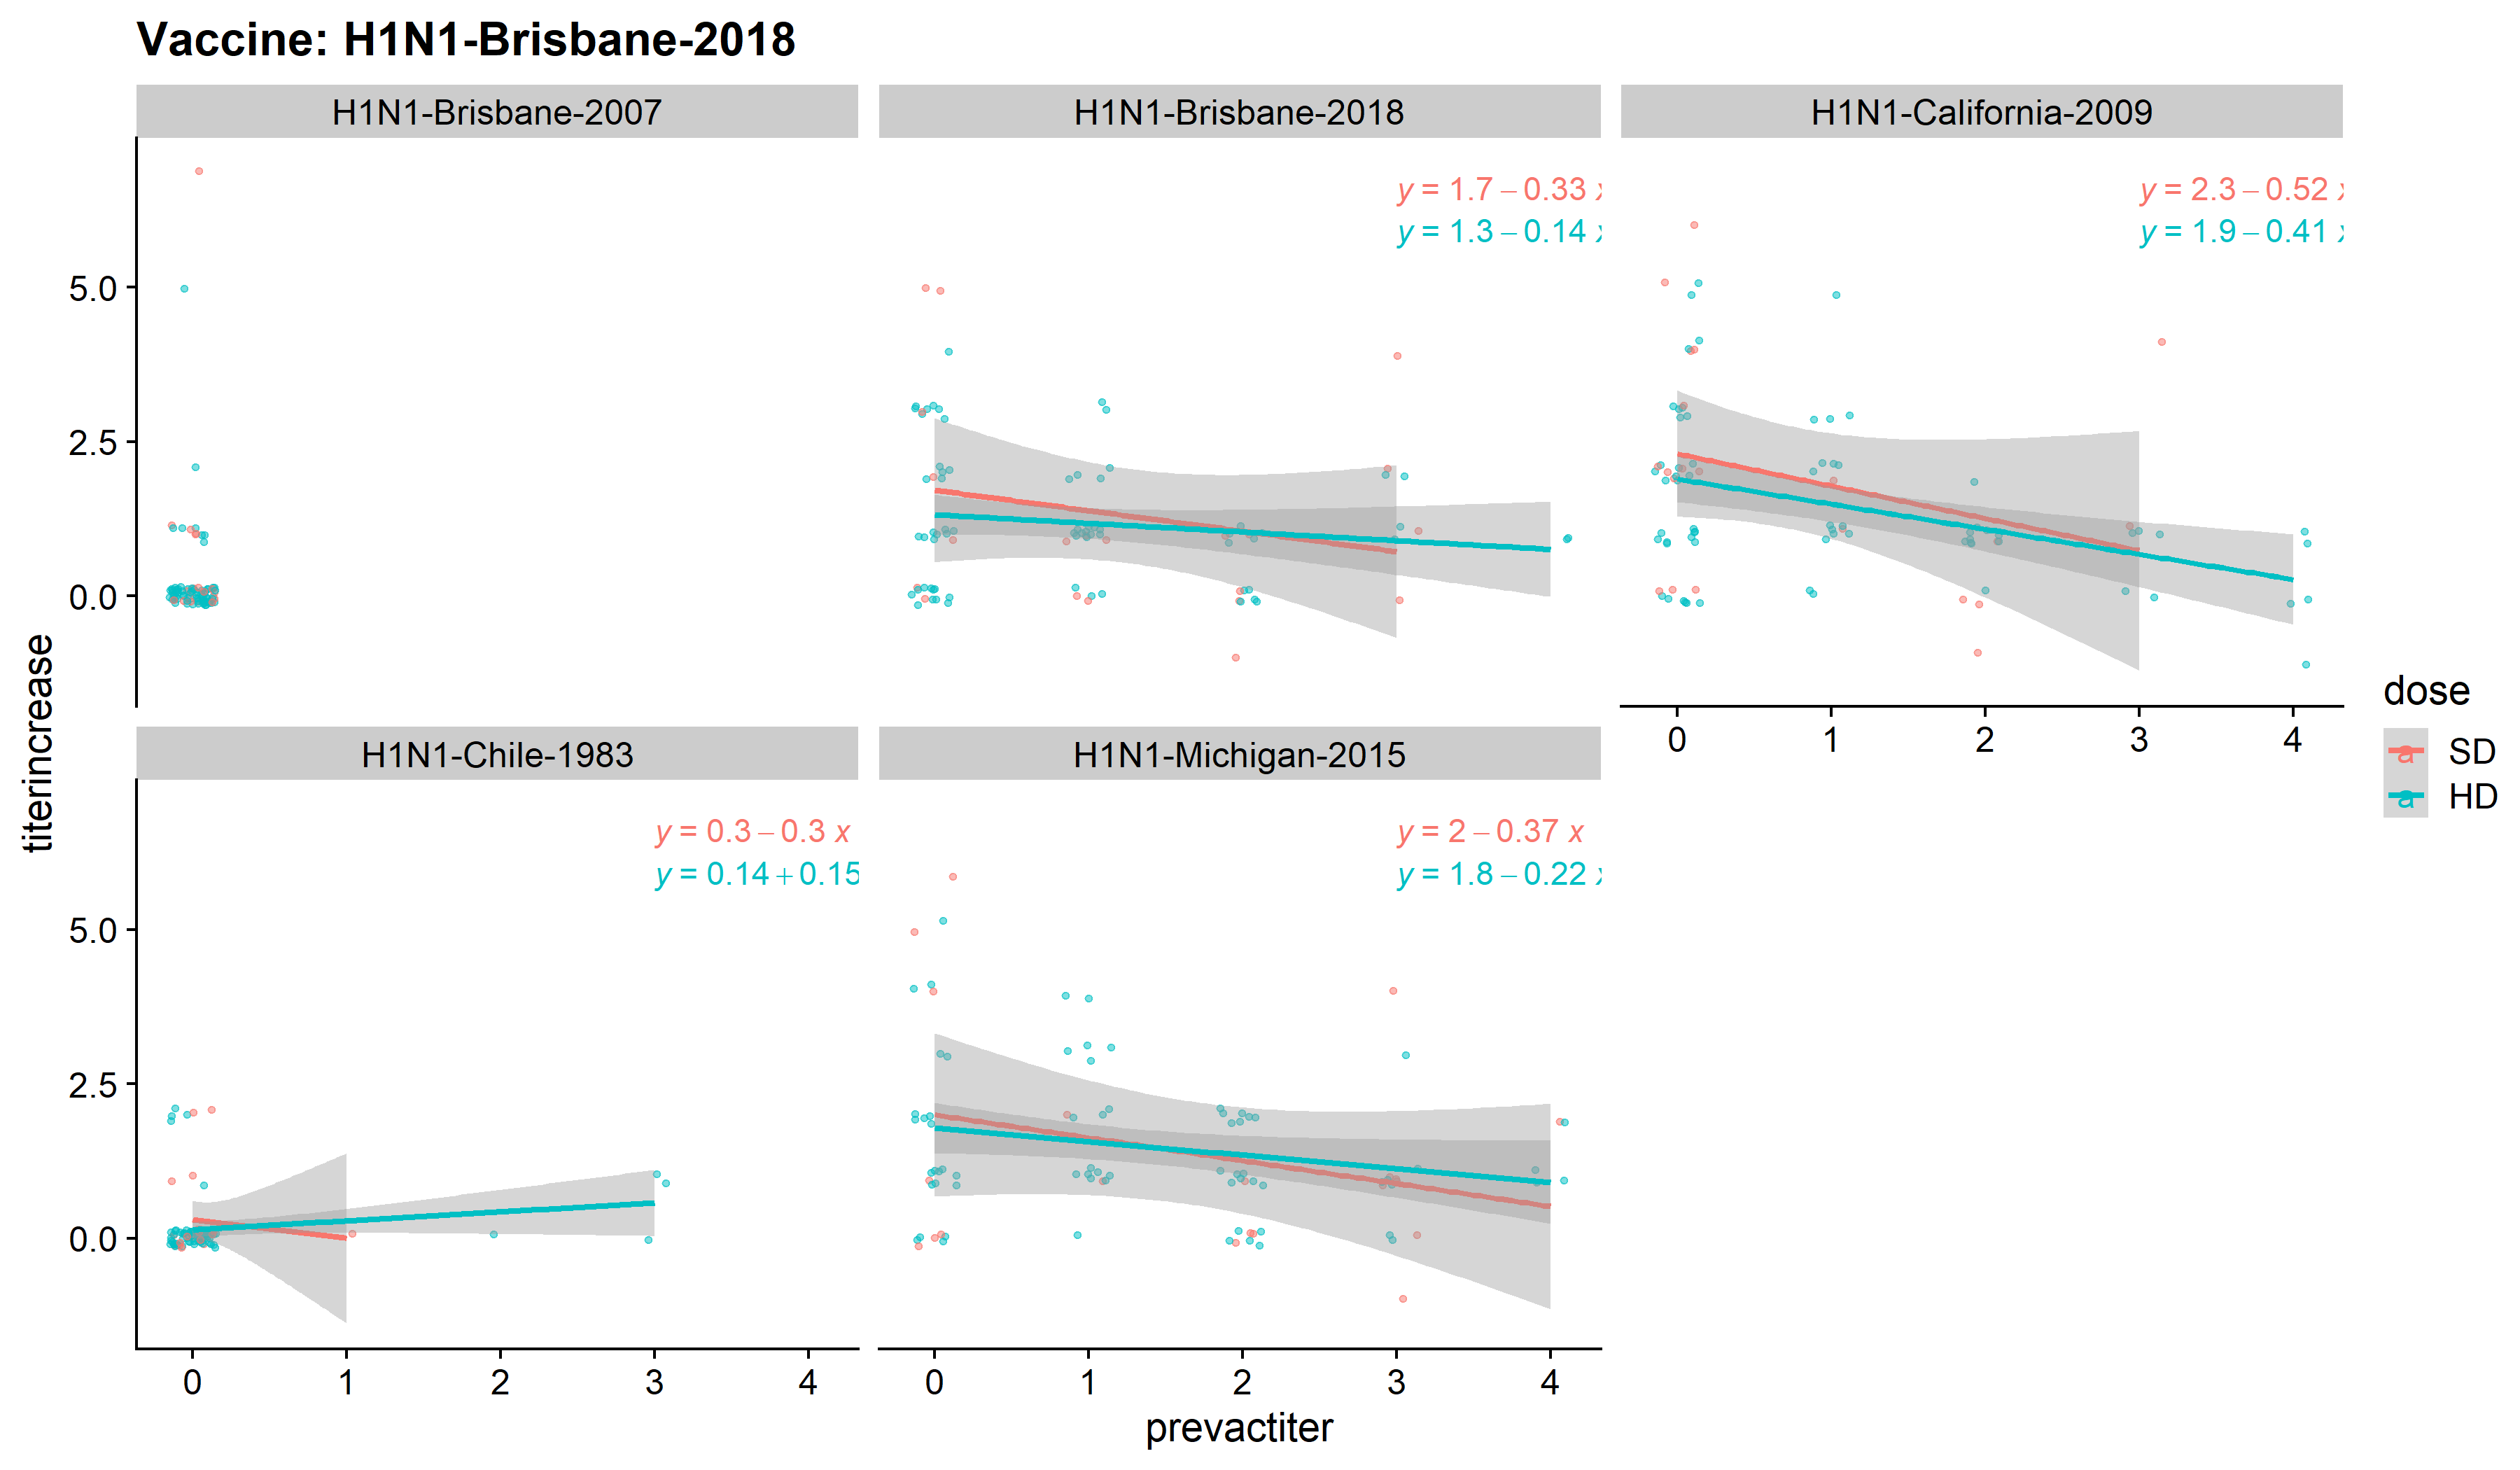 Vaccine: H1N1-Brisbane-2018
H1N1-Brisbane-2007
H1N1-Brisbane-2018
H1N1-California-2009
y = 1.7 – 0.33 x
y = 1.3 – 0.14 x
y = 2.3 – 0.52 x
y = 1.9 – 0.41 x
5.0
2.5
0.0
0 1 2 3 4
H1N1-Chile-1983
H1N1-Michigan-2015
y = 0.3 – 0.3 x
y = 0.14 + 0.15
y = 2 – 0.37 x
y = 1.8 – 0.22 x
5.0
2.5
0.0
0 1 2 3 4
0 1 2 3 4
titerincrease
prevactiter
dose
a SD
a HD